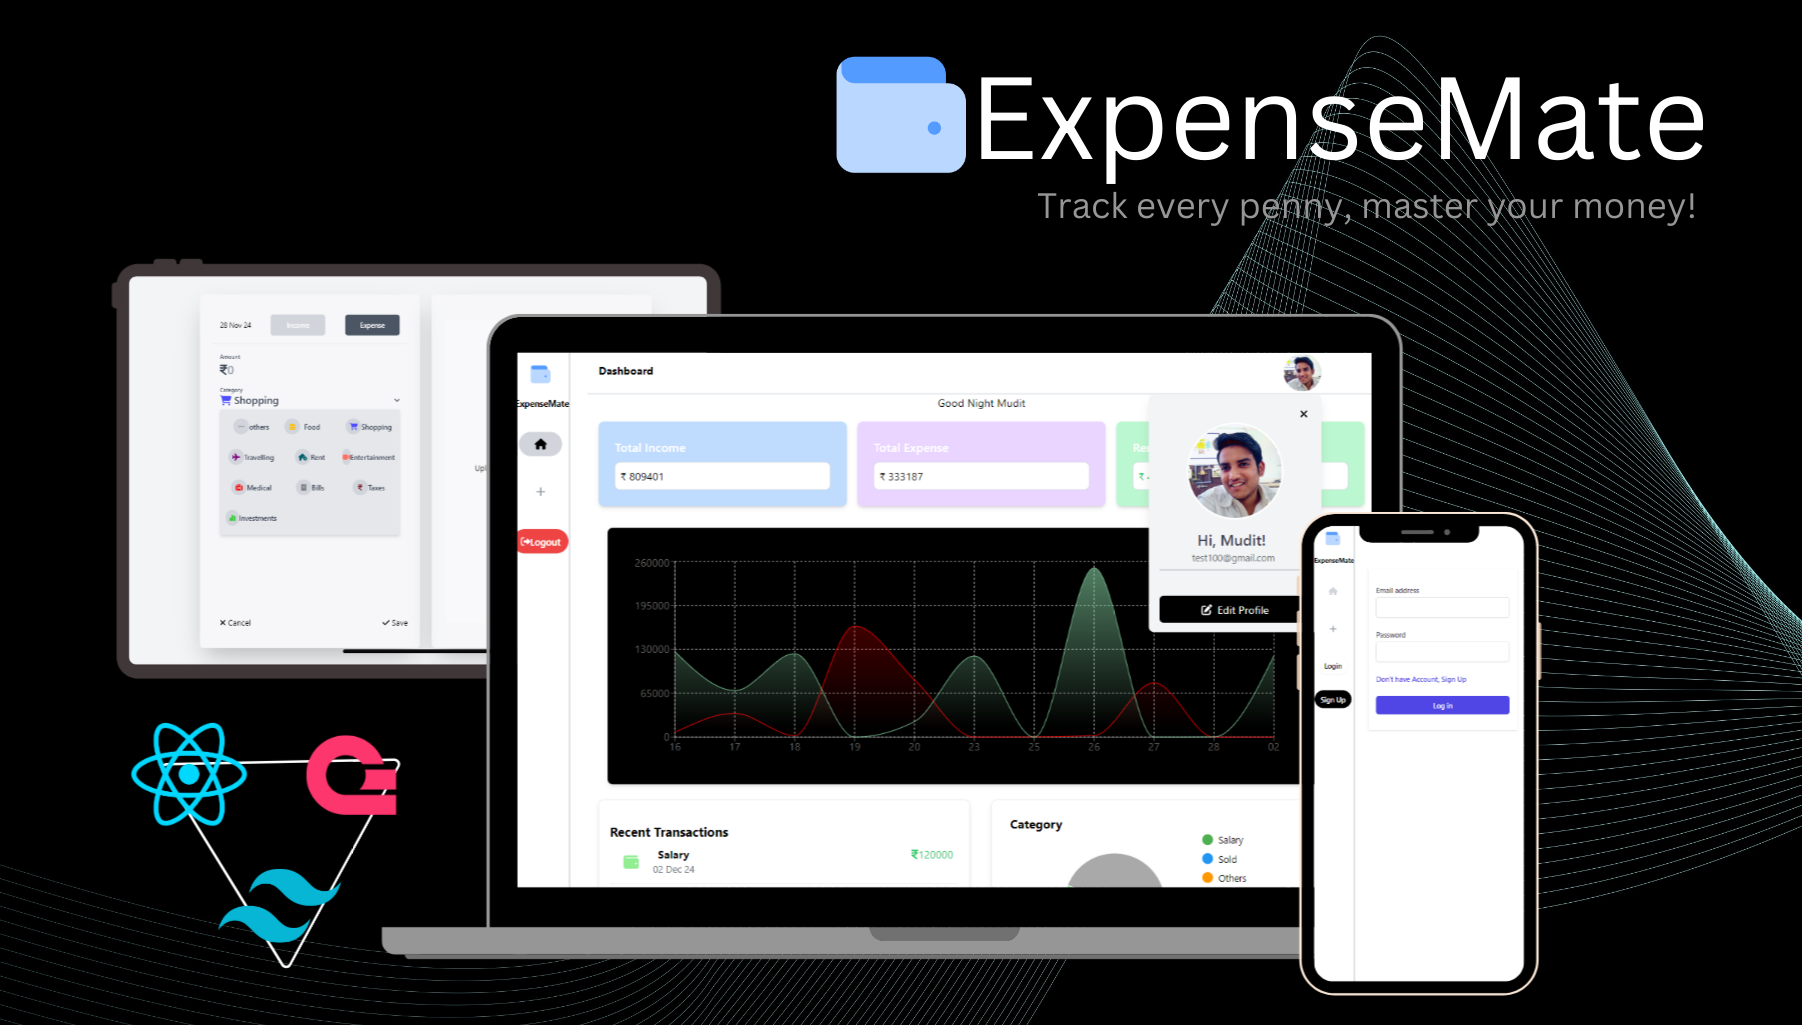 ExpenseMate
Track every penny, master your money!
28 Nov 24
Income
Expense
Amount
₹0
Category
Shopping
others
Food
Shopping
Travelling
Rent
Entertainment
Medical
Bills
Taxes
Investments
Cancel
Save
Upl
ExpenseMate
Logout
Dashboard
Good Night Mudit
Total Income
₹ 809401
Total Expense
₹ 333187
Re
₹
Hi, Mudit!
test100@gmail.com
Edit Profile
260000
195000
130000
65000
0
16 17 18 19 20 23 25 26 27 28 02
Recent Transactions
Salary
02 Dec 24
₹120000
Category
Salary
Sold
Others
ExpenseMate
Login
Sign Up
Email address
Password
Don't have Account, Sign Up
Log in